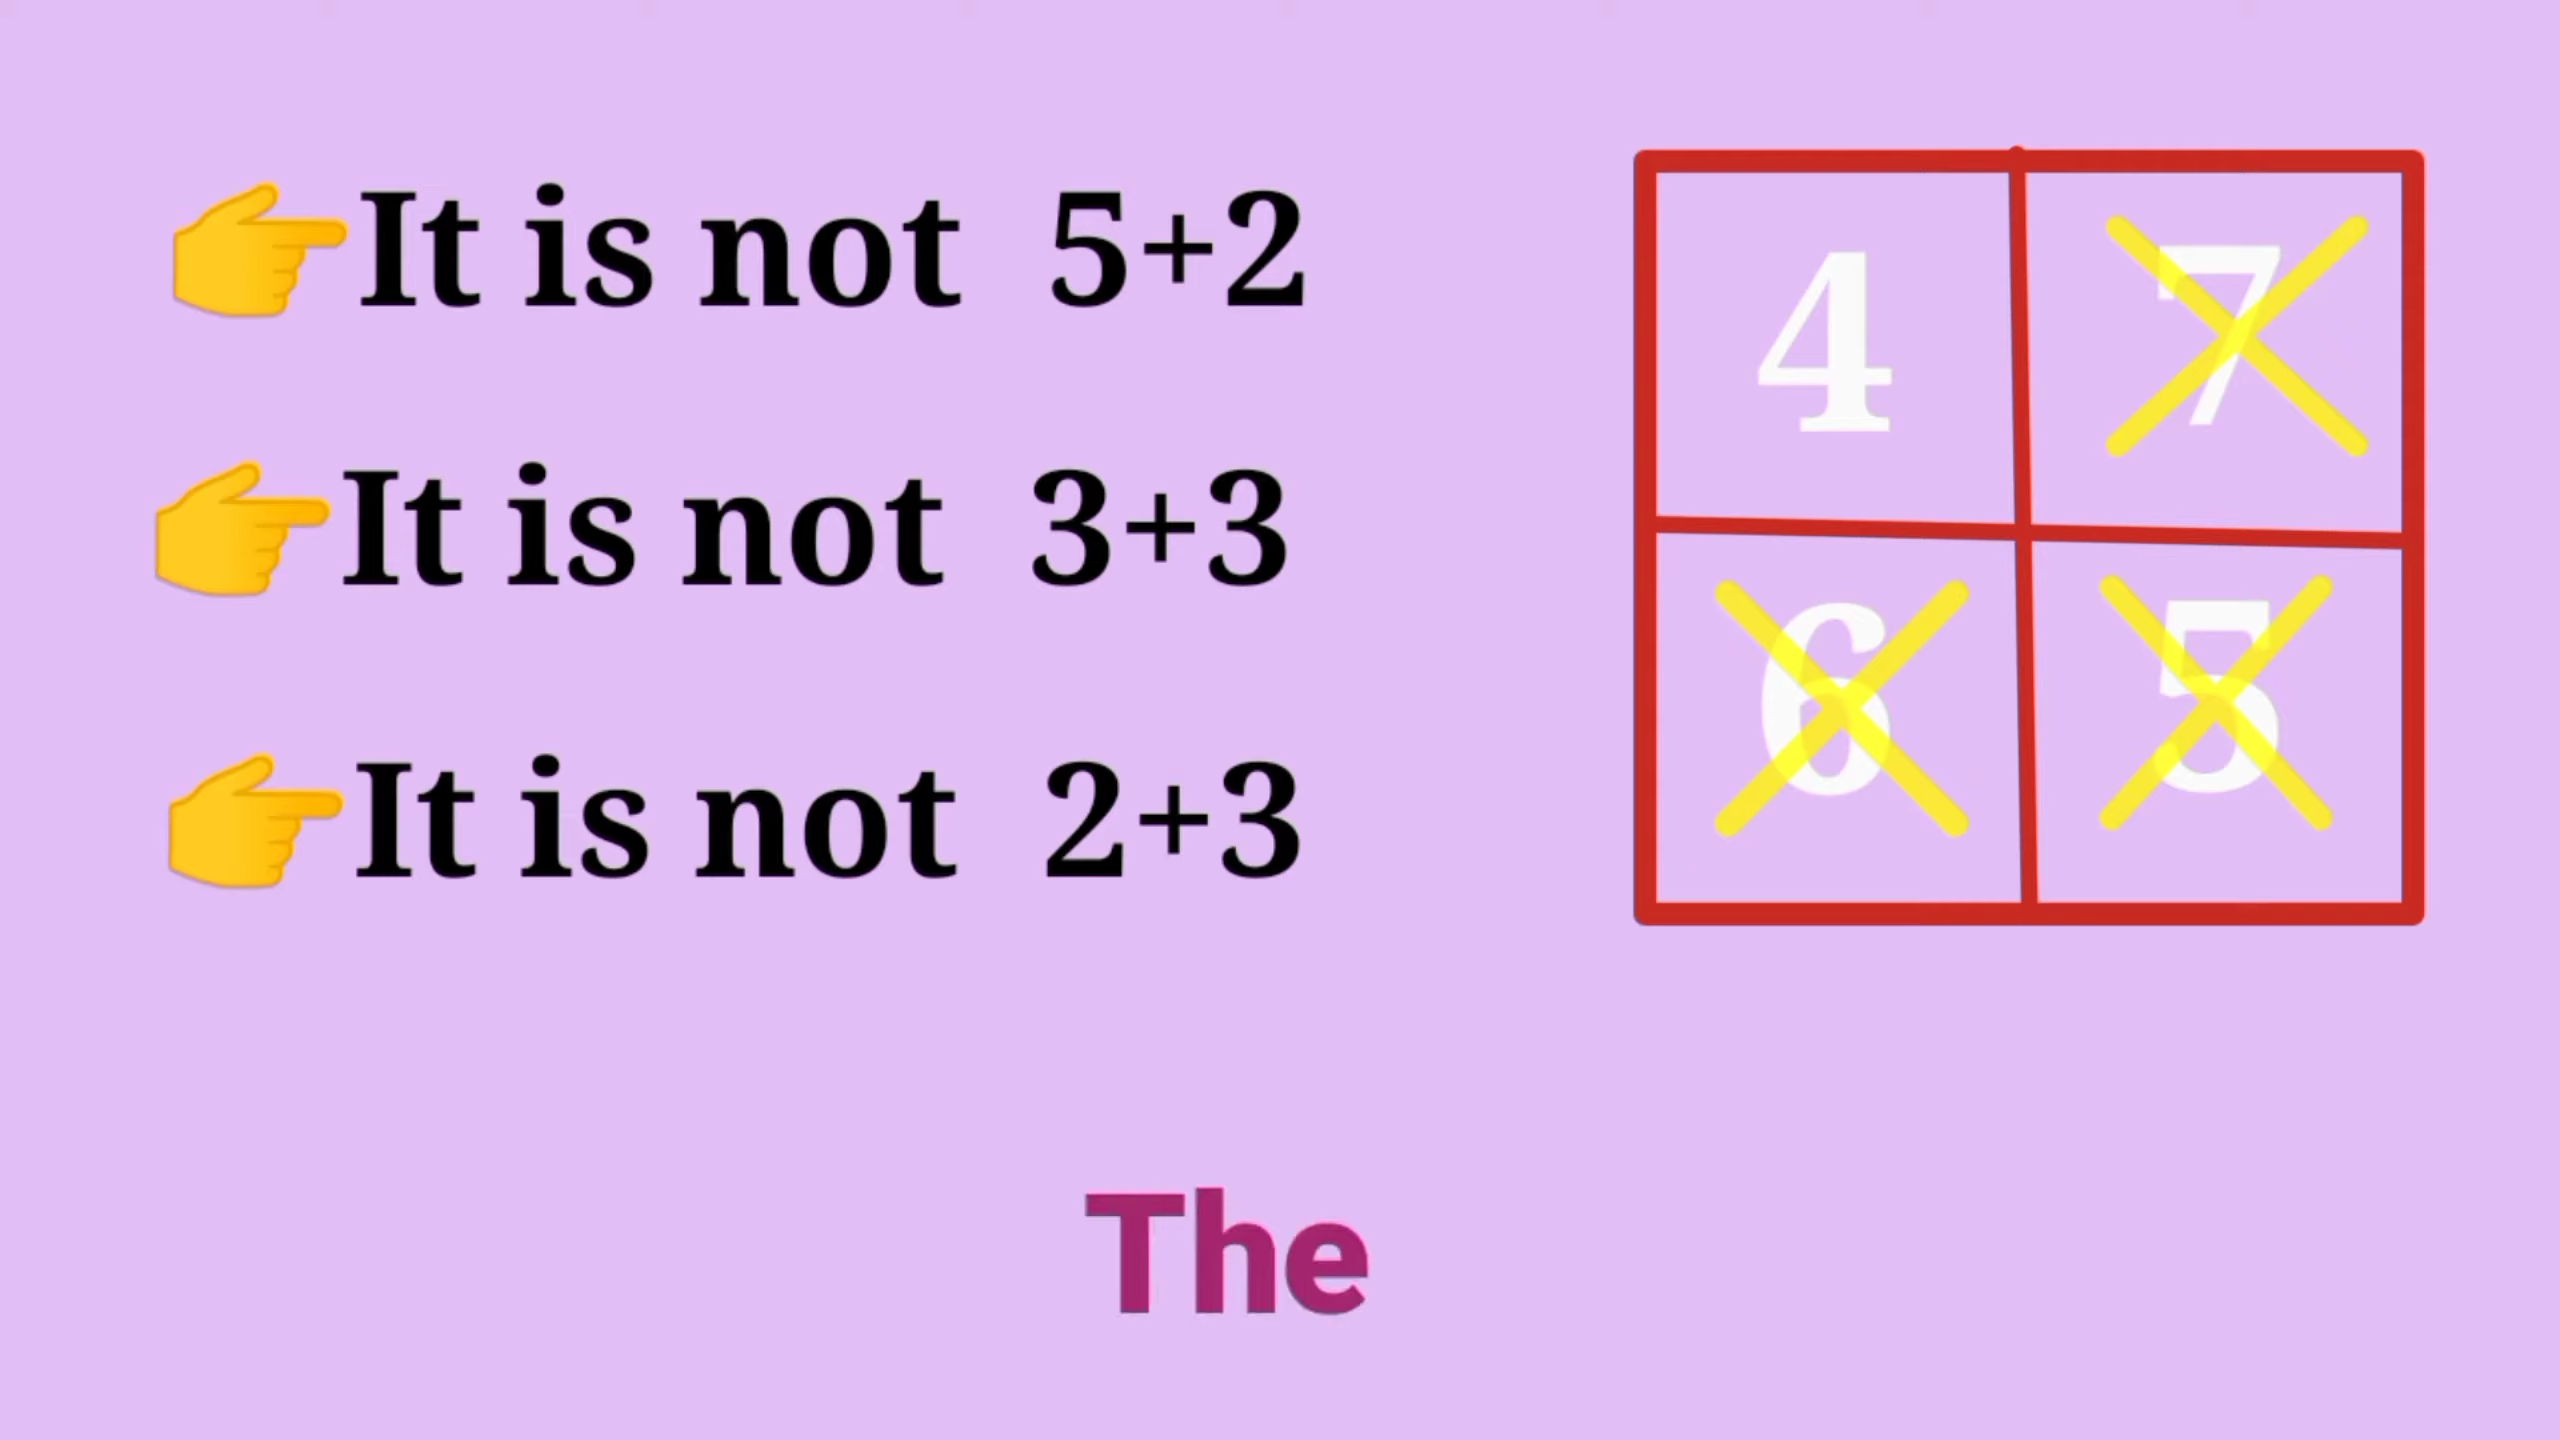 👉It is not 5+2
👉It is not 3+3
👉It is not 2+3
4 7
6 5
The